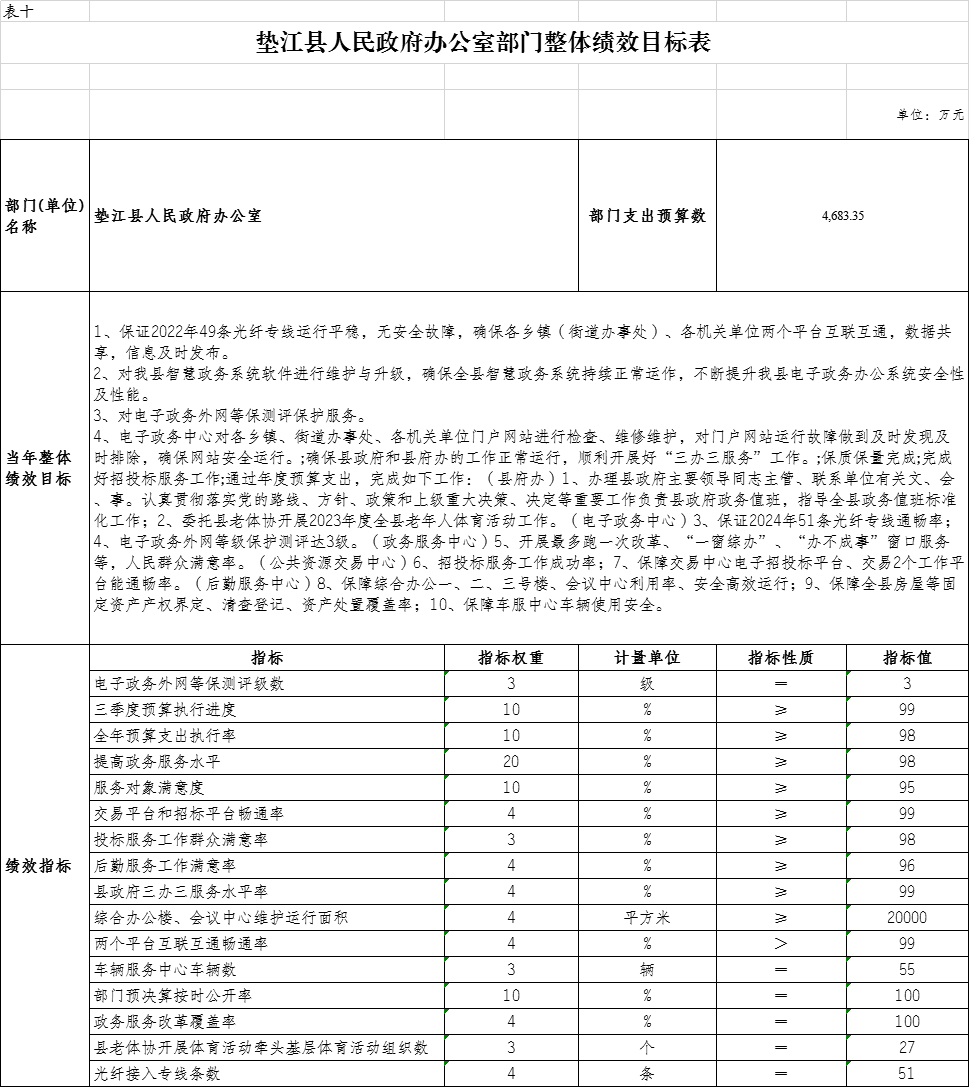 表十
垫江县人民政府办公室部门整体绩效目标表
单位：万元
部门(单位)名称 垫江县人民政府办公室 部门支出预算数 4,683.35
当年整体绩效目标
1、保证2022年49条光纤专线运行平稳，无安全故障，确保各乡镇（街道办事处）、各机关单位两个平台互联互通，数据共
享，信息及时发布。
2、对我县智慧政务系统软件进行维护与升级，确保全县智慧政务系统持续正常运作，不断提升我县电子政务办公系统安全性
及性能。
3、对电子政务外网等保测评保护服务。
4、电子政务中心对各乡镇、街道办事处、各机关单位门户网站进行检查、维修维护，对门户网站运行故障做到及时发现及
时排除，确保网站安全运行。;确保县政府和县府办的工作正常运行，顺利开展好“三办三服务”工作。;保质保量完成;完成
好招投标服务工作;通过年度预算支出，完成如下工作：（县府办）1、办理县政府主要领导同志主管、联系单位有关文、会
、事。认真贯彻落实党的路线、方针、政策和上级重大决策、决定等重要工作负责县政府政务值班，指导全县政务值班标准
化工作；2、委托县老体协开展2023年度全县老年人体育活动工作。（电子政务中心）3、保证2024年51条光纤专线通畅率；
4、电子政务外网等级保护测评达3级。（政务服务中心）5、开展最多跑一次改革、“一窗综办”、“办不成事”窗口服务
等，人民群众满意率。（公共资源交易中心）6、招投标服务工作成功率；7、保障交易中心电子招投标平台、交易2个工作平
台能通畅率。（后勤服务中心）8、保障综合办公一、二、三号楼、会议中心利用率、安全高效运行；9、保障全县房屋等固
定资产产权界定、清查登记、资产处置覆盖率；10、保障车服中心车辆使用安全。
绩效指标
指标 指标权重 计量单位 指标性质 指标值
电子政务外网等保测评级数 3 级 ＝ 3
三季度预算执行进度 10 % ≥ 99
全年预算支出执行率 10 % ≥ 98
提高政务服务水平 20 % ≥ 98
服务对象满意度 10 % ≥ 95
交易平台和招标平台畅通率 4 % ≥ 99
投标服务工作群众满意率 3 % ≥ 98
后勤服务工作满意率 4 % ≥ 96
县政府三办三服务水平率 4 % ≥ 99
综合办公楼、会议中心维护运行面积 4 平方米 ≥ 20000
两个平台互联互通畅通率 4 % ＞ 99
车辆服务中心车辆数 3 辆 ＝ 55
部门预决算按时公开率 10 % ＝ 100
政务服务改革覆盖率 4 % ＝ 100
县老体协开展体育活动牵头基层体育活动组织数 3 个 ＝ 27
光纤接入专线条数 4 条 ＝ 51